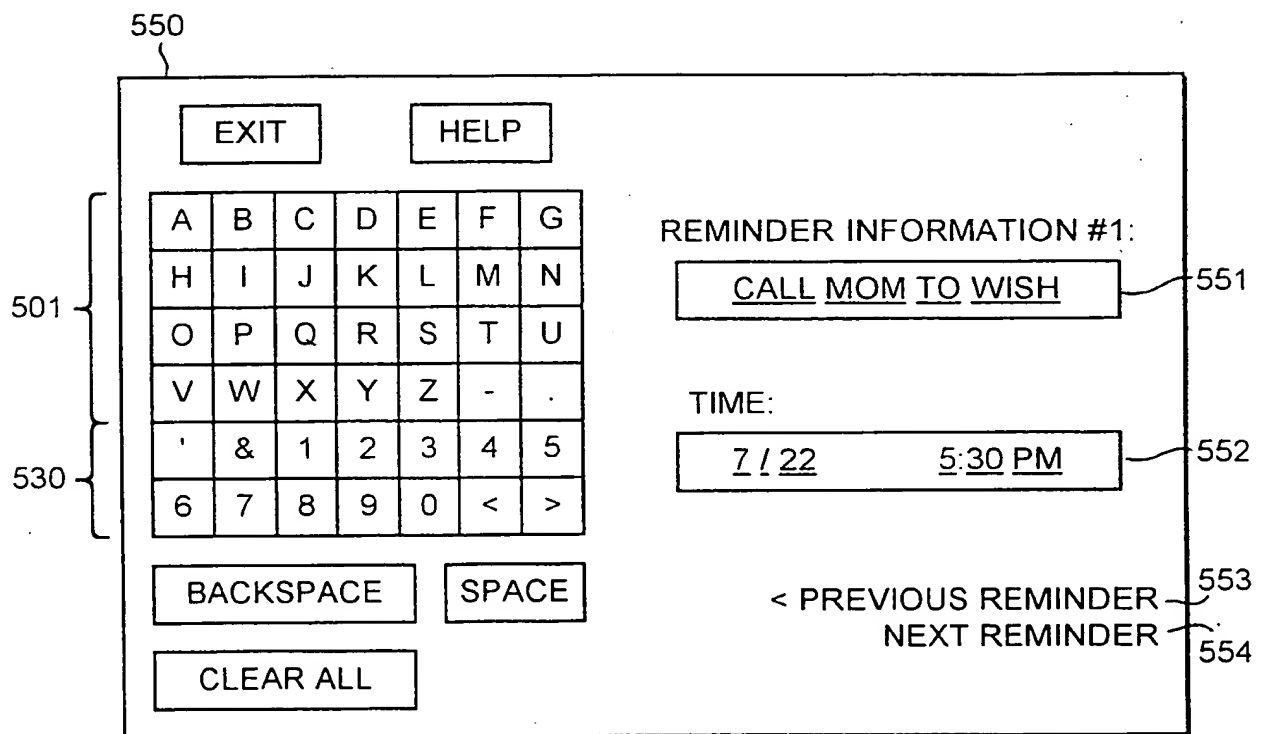 550
EXIT HELP
A B C D E F G
H I J K L M N
O P Q R S T U
V W X Y Z - .
' & 1 2 3 4 5
6 7 8 9 0 < >
501
530
BACKSPACE SPACE
CLEAR ALL
REMINDER INFORMATION #1:
CALL MOM TO WISH
551
TIME:
7 / 22 5:30 PM
552
< PREVIOUS REMINDER
553
NEXT REMINDER
554